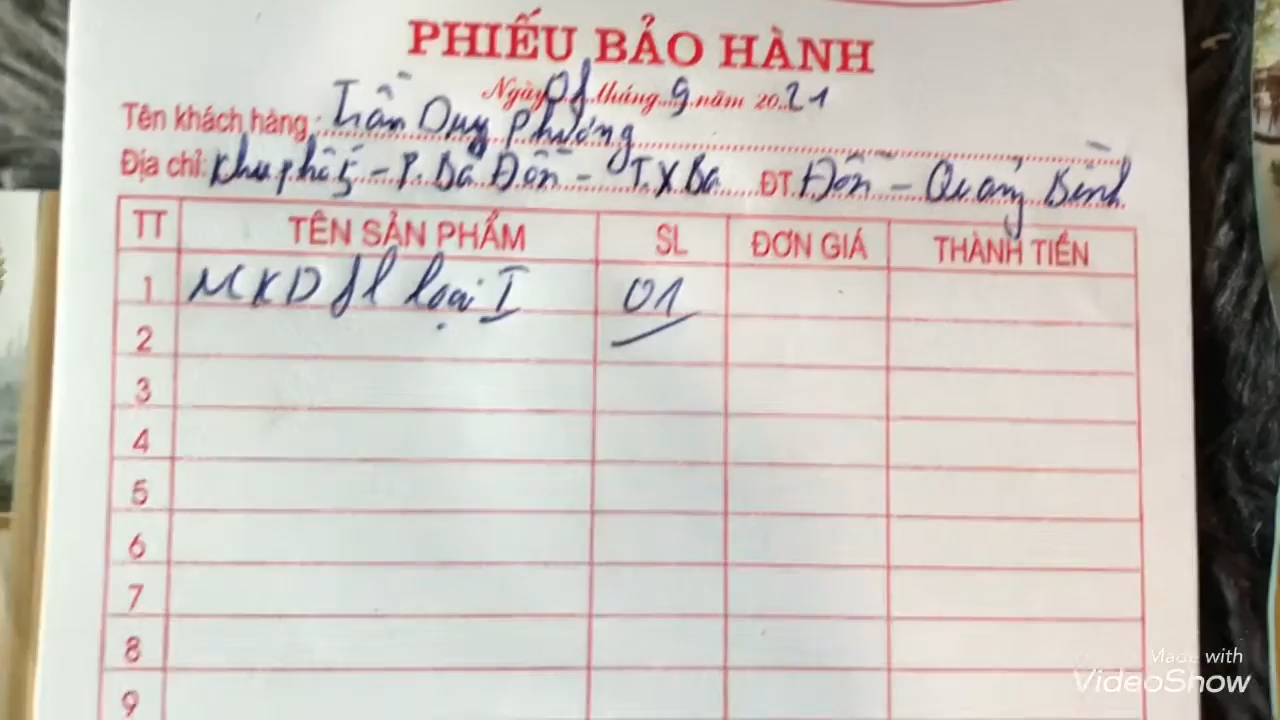 PHIẾU BẢO HÀNH
Ngày 01 tháng 9 năm 2021
Tên khách hàng: Trần Duy Phương
Địa chỉ: Khu phố 5 - P. Ba Đồn - T.X Ba ĐT: Đồn - Quảng Bình
TT TÊN SẢN PHẨM SL ĐƠN GIÁ THÀNH TIỀN
1 MKD loại I 01
2
3
4
5
6
7
8
9
Made with
VideoShow